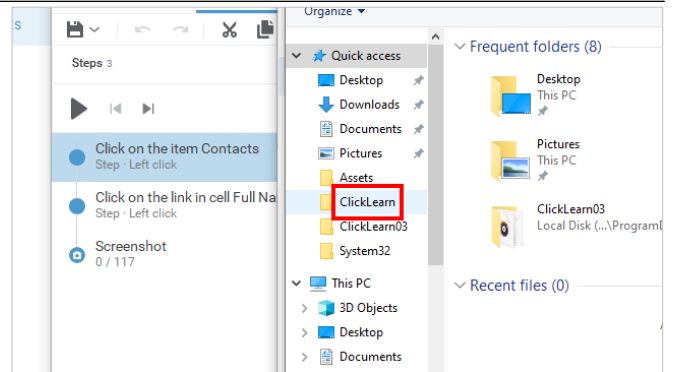 S
Steps 3
Click on the item Contacts
Step · Left click
Click on the link in cell Full Na
Step · Left click
Screenshot
0 / 117
Organize
Quick access
Desktop
Downloads
Documents
Pictures
Assets
ClickLearn
ClickLearn03
System32
This PC
3D Objects
Desktop
Documents
Frequent folders (8)
Desktop
This PC
Pictures
This PC
ClickLearn03
Local Disk (...\ProgramD
Recent files (0)